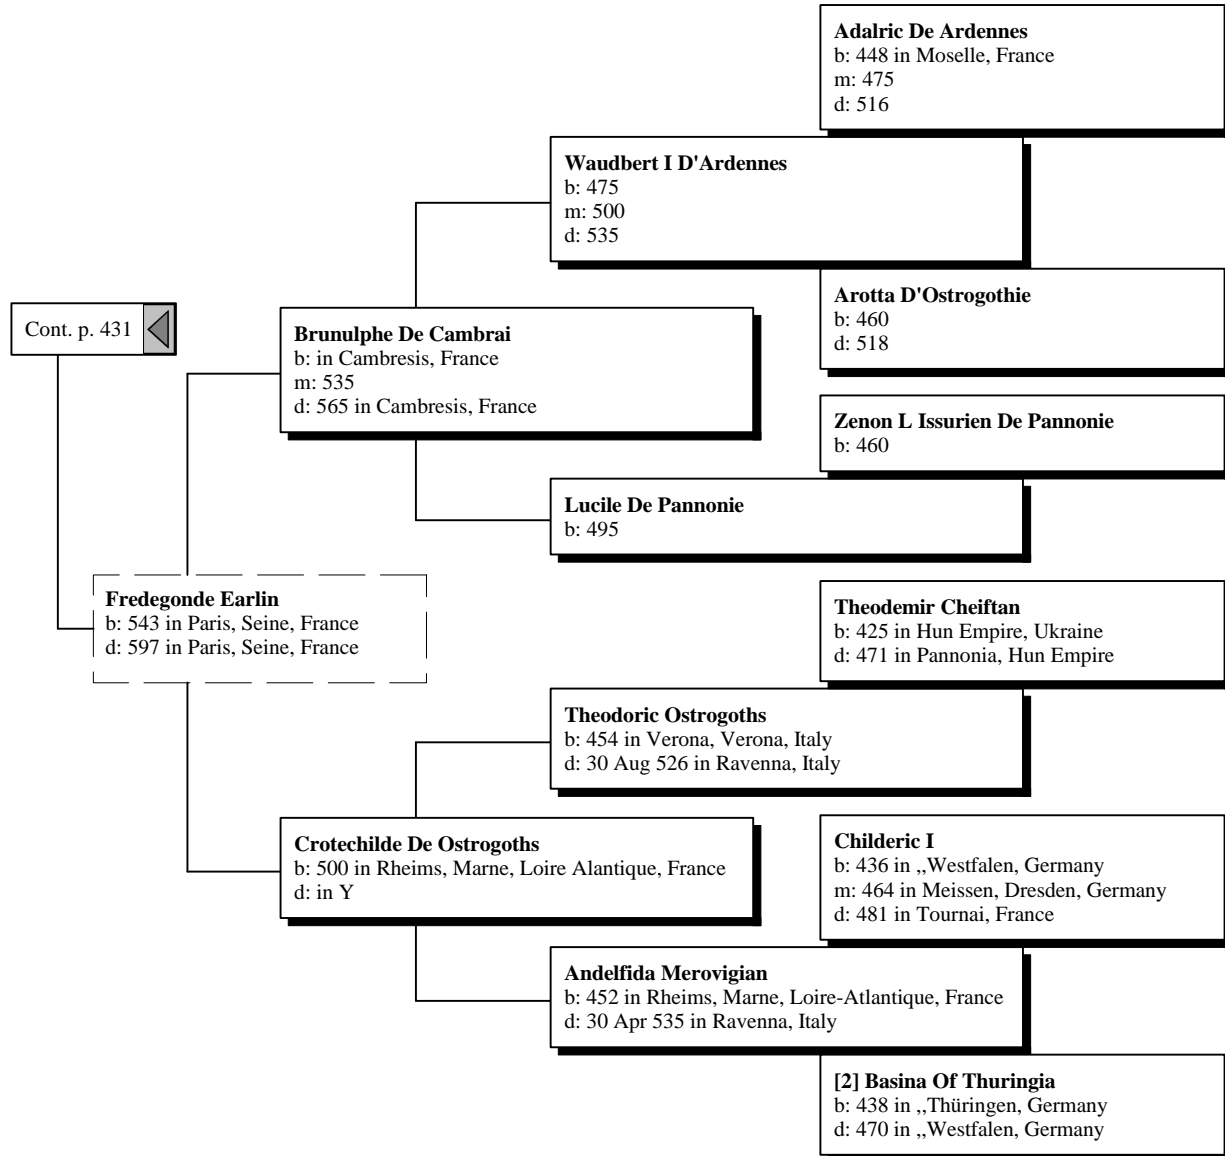 Adalric De Ardennes
b: 448 in Moselle, France
m: 475
d: 516
Waudbert I D'Ardennes
b: 475
m: 500
d: 535
Arotta D'Ostrogothie
b: 460
d: 518
Cont. p. 431
Brunulphe De Cambrai
b: in Cambresis, France
m: 535
d: 565 in Cambresis, France
Zenon L Issurien De Pannonie
b: 460
Lucile De Pannonie
b: 495
Fredegonde Earlin
b: 543 in Paris, Seine, France
d: 597 in Paris, Seine, France
Theodemir Cheiftan
b: 425 in Hun Empire, Ukraine
d: 471 in Pannonia, Hun Empire
Theodoric Ostrogoths
b: 454 in Verona, Verona, Italy
d: 30 Aug 526 in Ravenna, Italy
Crotechilde De Ostrogoths
b: 500 in Rheims, Marne, Loire Alantique, France
d: in Y
Childeric I
b: 436 in ,,Westfalen, Germany
m: 464 in Meissen, Dresden, Germany
d: 481 in Tournai, France
Andelfida Merovigian
b: 452 in Rheims, Marne, Loire-Atlantique, France
d: 30 Apr 535 in Ravenna, Italy
[2] Basina Of Thuringia
b: 438 in ,,Thüringen, Germany
d: 470 in ,,Westfalen, Germany